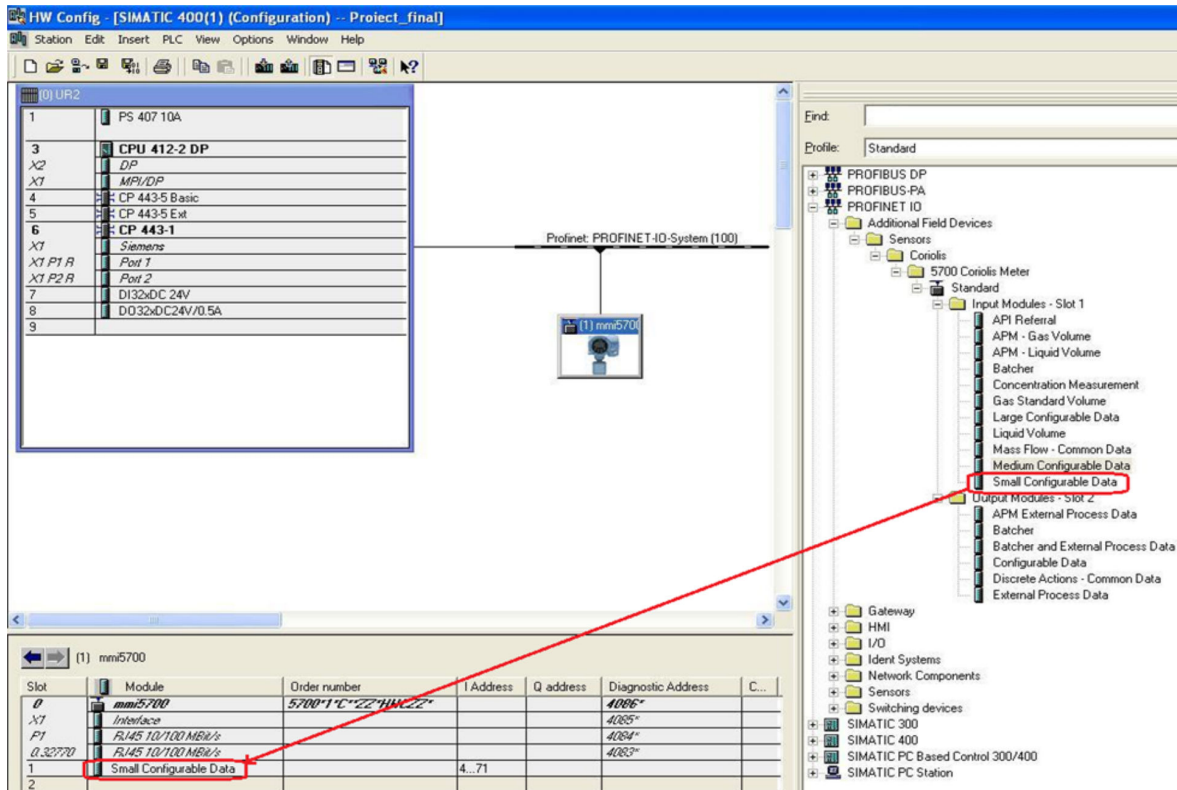 HW Config - [SIMATIC 400(1) (Configuration) -- Proiect_final]
Station Edit Insert PLC View Options Window Help
(0) UR2
1 PS 407 10A
3 CPU 412-2 DP
X2 DP
X1 MPI/DP
4 CP 443-5 Basic
5 CP 443-5 Ext
6 CP 443-1
X1 Siemens
X1 P1 R Port 1
X1 P2 R Port 2
7 DI32xDC 24V
8 DO32xDC24V/0.5A
9
Profinet: PROFINET-IO-System (100)
(1) mmi570
Find:
Profile: Standard
PROFIBUS DP
PROFIBUS-PA
PROFINET IO
Additional Field Devices
Sensors
Coriolis
5700 Coriolis Meter
Standard
Input Modules - Slot 1
API Referral
APM - Gas Volume
APM - Liquid Volume
Batcher
Concentration Measurement
Gas Standard Volume
Large Configurable Data
Liquid Volume
Mass Flow - Common Data
Medium Configurable Data
Small Configurable Data
Output Modules - Slot 2
APM External Process Data
Batcher
Batcher and External Process Data
Configurable Data
Discrete Actions - Common Data
External Process Data
Gateway
HMI
I/O
Ident Systems
Network Components
Sensors
Switching devices
SIMATIC 300
SIMATIC 400
SIMATIC PC Based Control 300/400
SIMATIC PC Station
(1) mmi5700
Slot Module Order number I Address Q address Diagnostic Address C...
0 mmi5700 5700*1*C**ZZ*HMCZZ* 4086*
X1 Interface 4085*
P1 RJ45 10/100 MBit/s 4084*
0.32770 RJ45 10/100 MBit/s 4083*
1 Small Configurable Data 4...71
2